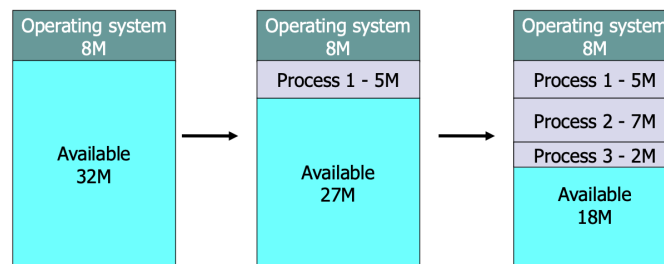 Operating system
8M
Available
32M
Operating system
8M
Process 1 - 5M
Available
27M
Operating system
8M
Process 1 - 5M
Process 2 - 7M
Process 3 - 2M
Available
18M